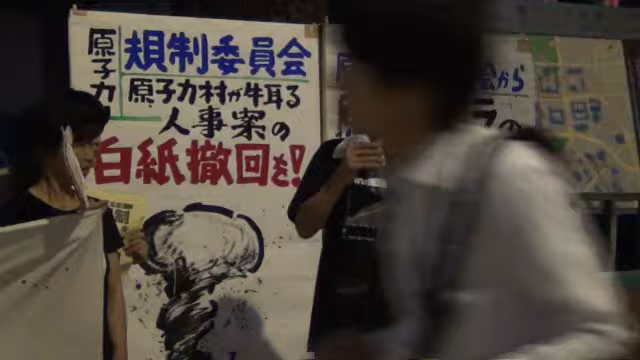 原子力
規制委員会
原子力村が牛耳る
人事案の
白紙撤回を!
会から
の